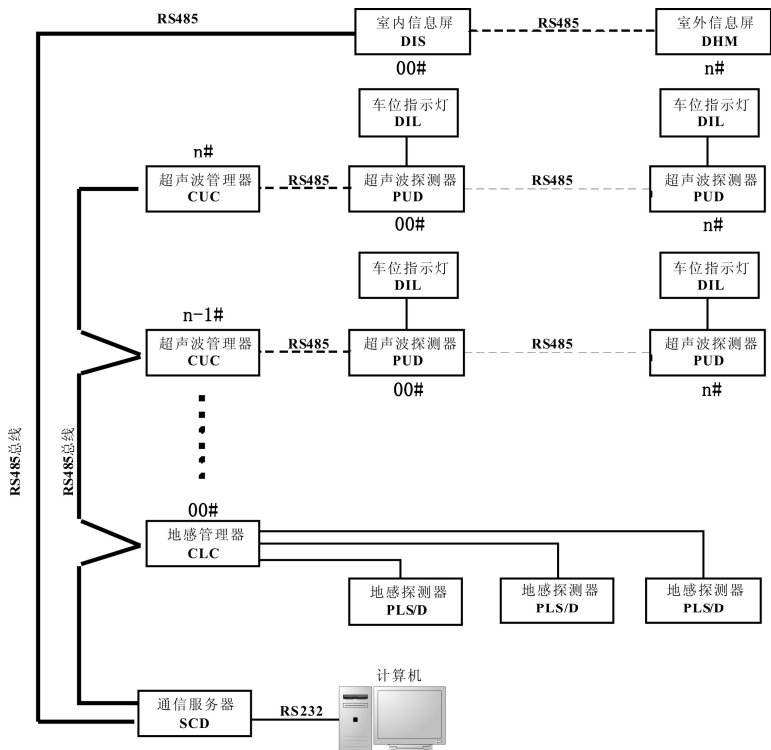 RS485
室内信息屏
DIS
00#
RS485
室外信息屏
DHM
n#
车位指示灯
DIL
车位指示灯
DIL
n#
超声波管理器
CUC
RS485
超声波探测器
PUD
00#
RS485
超声波探测器
PUD
n#
车位指示灯
DIL
车位指示灯
DIL
n-1#
超声波管理器
CUC
RS485
超声波探测器
PUD
00#
RS485
超声波探测器
PUD
n#
RS485总线
RS485总线
00#
地感管理器
CLC
地感探测器
PLS/D
地感探测器
PLS/D
地感探测器
PLS/D
计算机
通信服务器
SCD
RS232